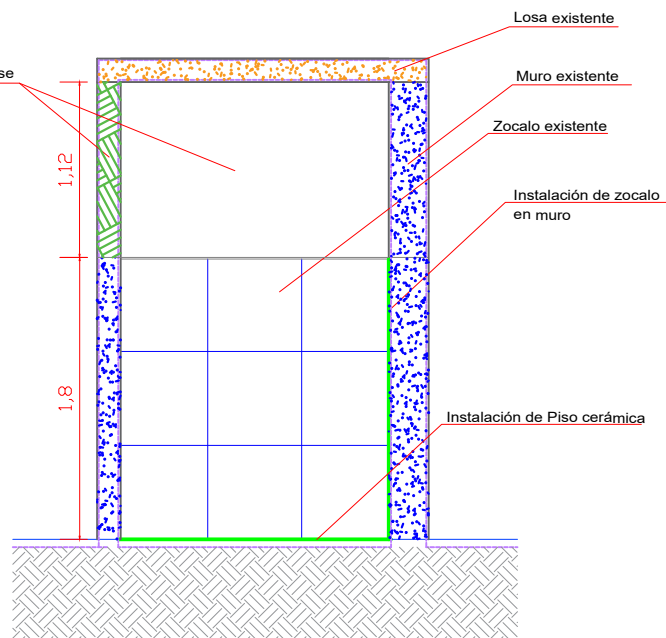 Losa existente
Muro existente
Zocalo existente
Instalación de zocalo
en muro
Instalación de Piso cerámica
1,12
1,8